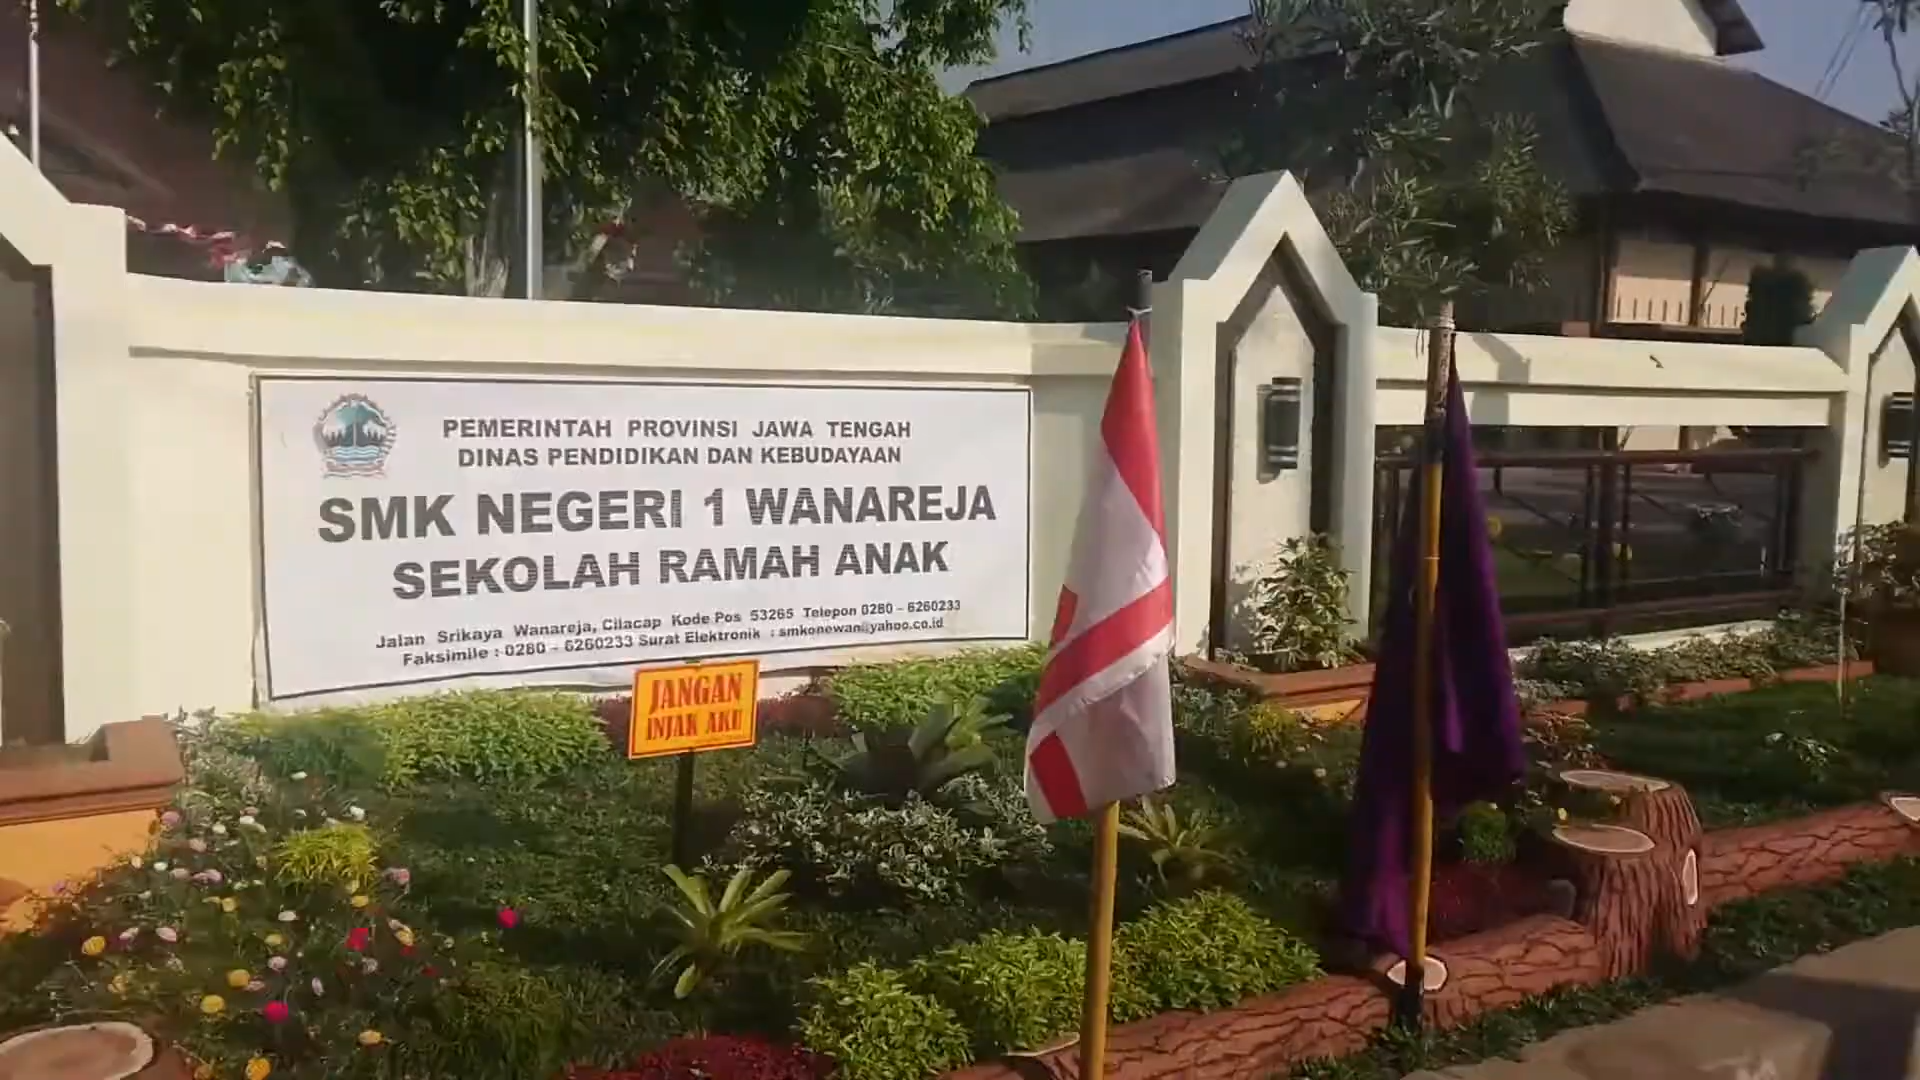 PEMERINTAH PROVINSI JAWA TENGAH
DINAS PENDIDIKAN DAN KEBUDAYAAN
SMK NEGERI 1 WANAREJA
SEKOLAH RAMAH ANAK
Jalan Srikaya Wanareja, Cilacap Kode Pos 53265 Telepon 0280 - 6260233
Faksimile : 0280 - 6260233 Surat Elektronik : smkonewan@yahoo.co.id
JANGAN
INJAK AKU